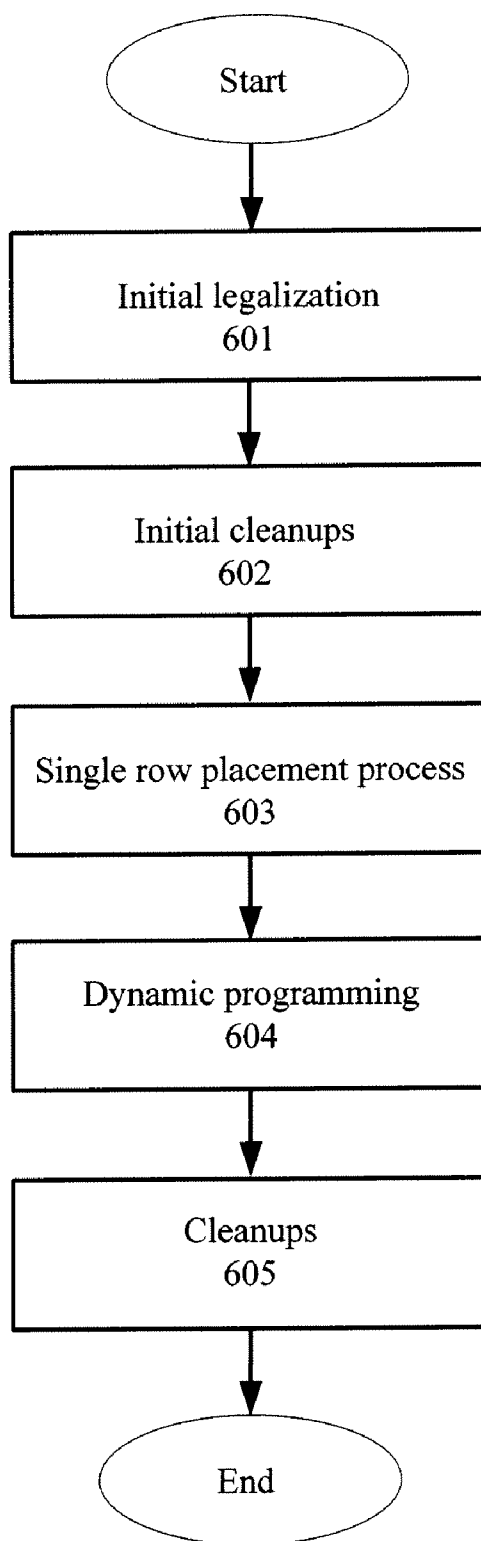 Start
Initial legalization
601
Initial cleanups
602
Single row placement process
603
Dynamic programming
604
Cleanups
605
End